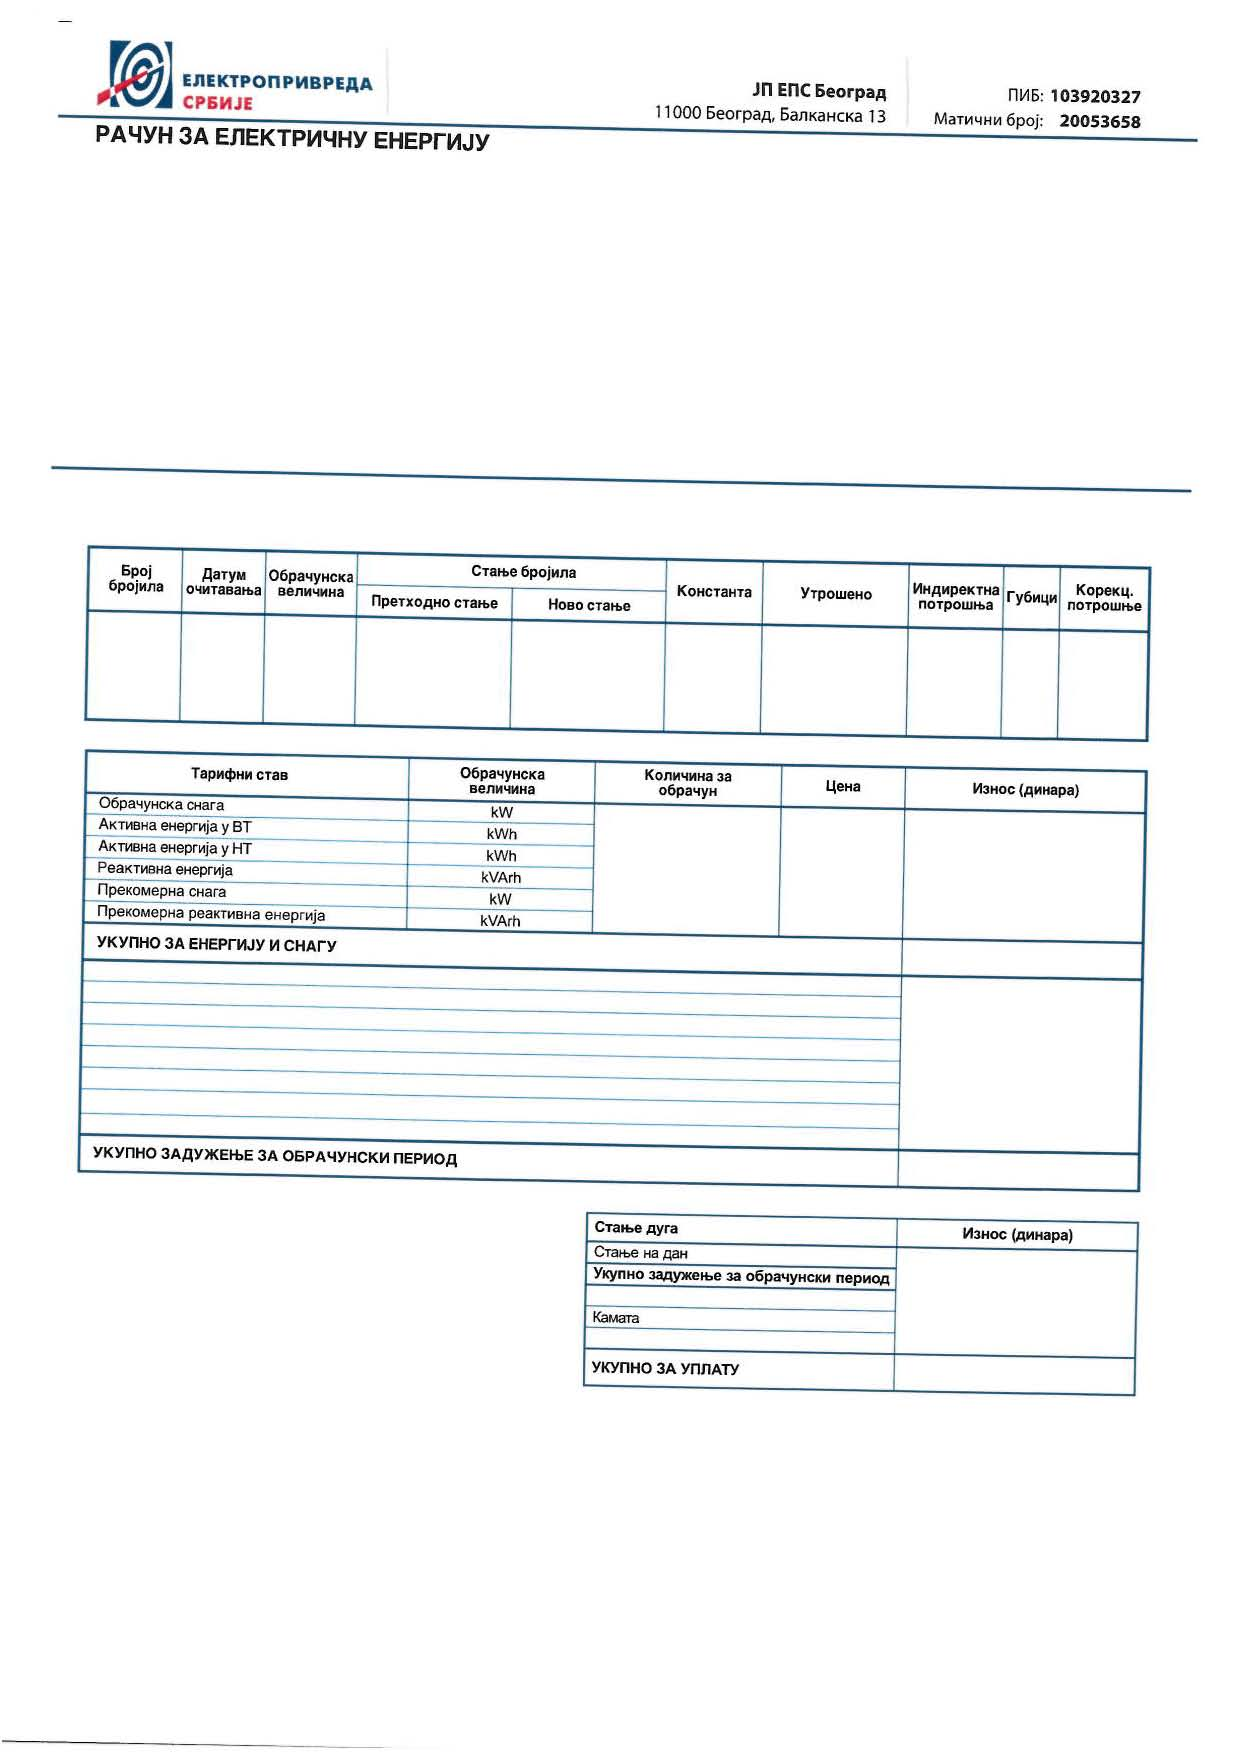 ЕЛЕКТРОПРИВРЕДА
СРБИЈЕ
ЈП ЕПС Београд
11000 Београд, Балканска 13
ПИБ: 103920327
Матични број: 20053658
РАЧУН ЗА ЕЛЕКТРИЧНУ ЕНЕРГИЈУ
Број
бројила
Датум
очитавања
Обрачунска
величина
Стање бројила
Претходно стање
Ново стање
Константа
Утрошено
Индиректна
потрошња
Губици
Корекц.
потрошње
Тарифни став
Обрачунска
величина
Количина за
обрачун
Цена
Износ (динара)
Обрачунска снага
kW
Активна енергија у ВТ
kWh
Активна енергија у НТ
kWh
Реактивна енергија
kVArh
Прекомерна снага
kW
Прекомерна реактивна енергија
kVArh
УКУПНО ЗА ЕНЕРГИЈУ И СНАГУ
УКУПНО ЗАДУЖЕЊЕ ЗА ОБРАЧУНСКИ ПЕРИОД
Стање дуга
Износ (динара)
Стање на дан
Укупно задужење за обрачунски период
Камата
УКУПНО ЗА УПЛАТУ